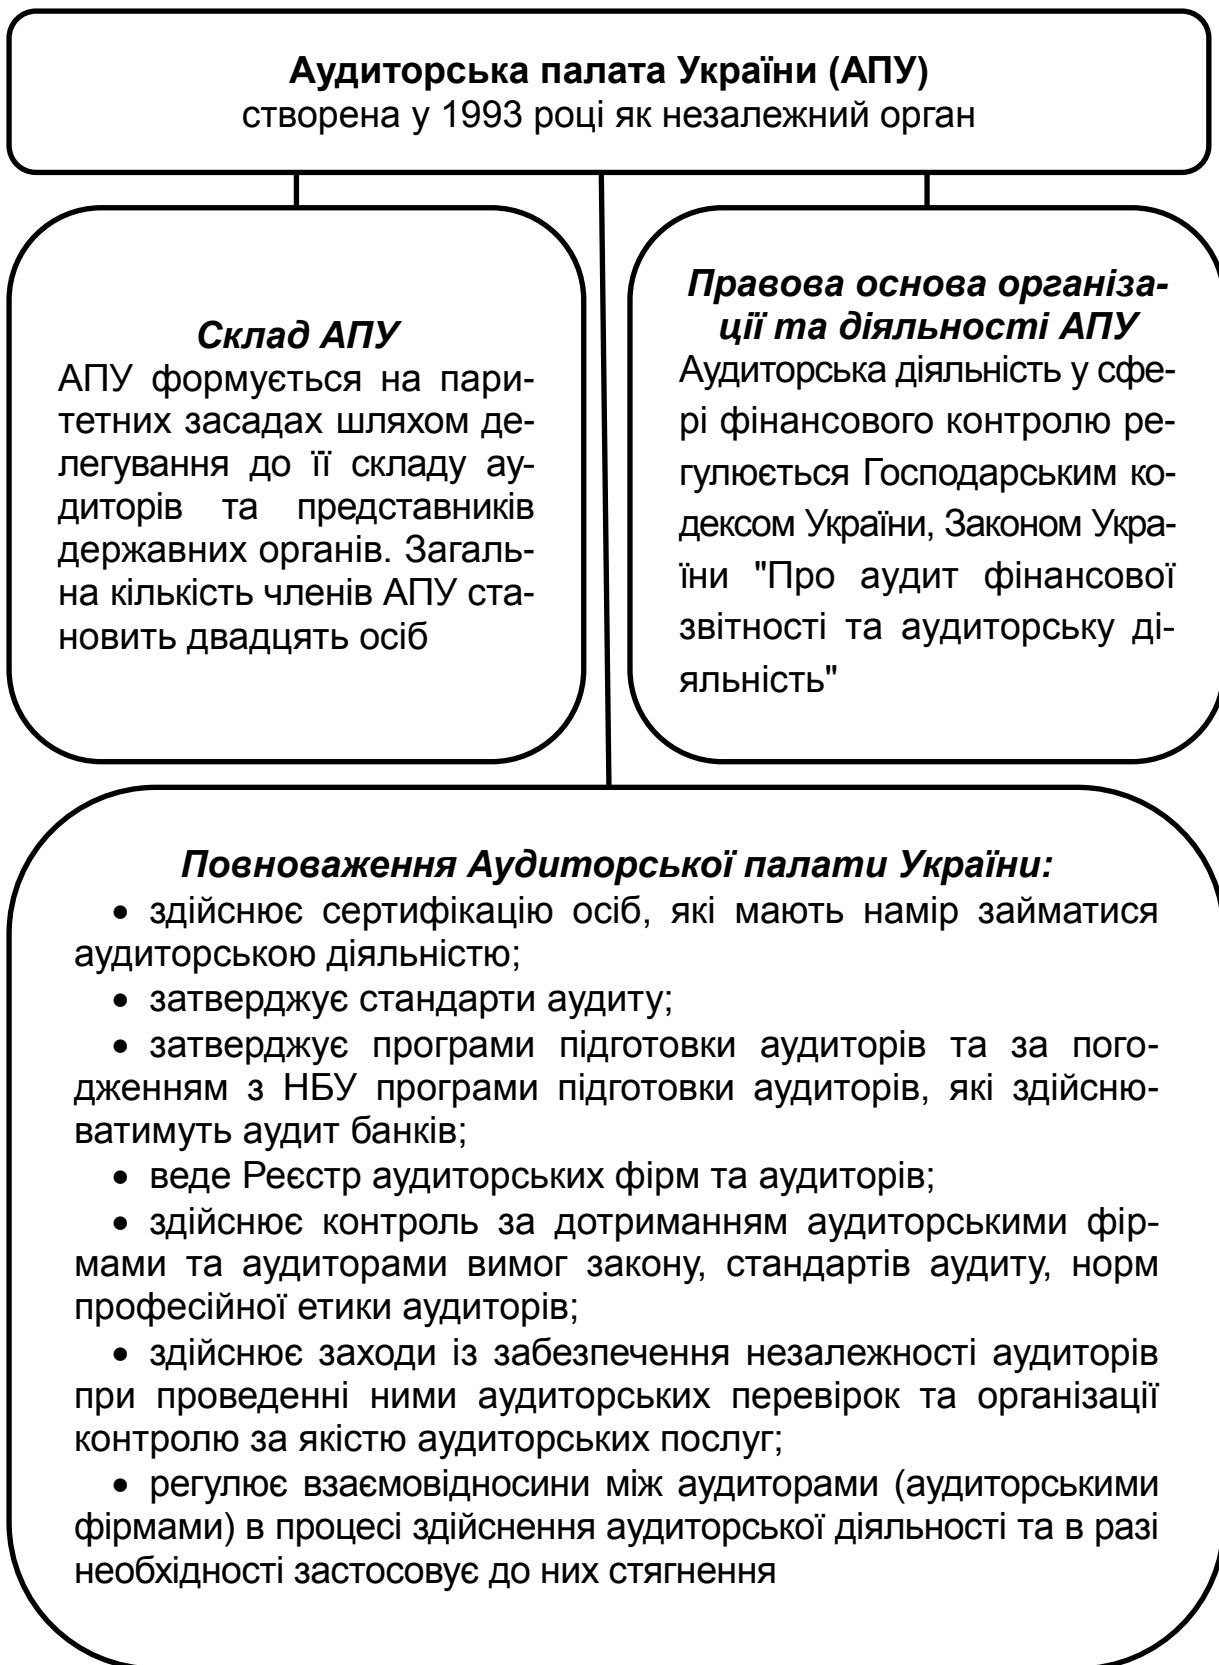 Аудиторська палата України (АПУ)
створена у 1993 році як незалежний орган
Склад АПУ
АПУ формується на пари-
тетних засадах шляхом де-
легування до її складу ау-
диторів та представників
державних органів. Загаль-
на кількість членів АПУ ста-
новить двадцять осіб
Правова основа організа-
ції та діяльності АПУ
Аудиторська діяльність у сфе-
рі фінансового контролю ре-
гулюється Господарським ко-
дексом України, Законом Укра-
їни "Про аудит фінансової
звітності та аудиторську ді-
яльність"
Повноваження Аудиторської палати України:
• здійснює сертифікацію осіб, які мають намір займатися
аудиторською діяльністю;
• затверджує стандарти аудиту;
• затверджує програми підготовки аудиторів та за пого-
дженням з НБУ програми підготовки аудиторів, які здійсню-
ватимуть аудит банків;
• веде Реєстр аудиторських фірм та аудиторів;
• здійснює контроль за дотриманням аудиторськими фір-
мами та аудиторами вимог закону, стандартів аудиту, норм
професійної етики аудиторів;
• здійснює заходи із забезпечення незалежності аудиторів
при проведенні ними аудиторських перевірок та організації
контролю за якістю аудиторських послуг;
• регулює взаємовідносини між аудиторами (аудиторськими
фірмами) в процесі здійснення аудиторської діяльності та в разі
необхідності застосовує до них стягнення